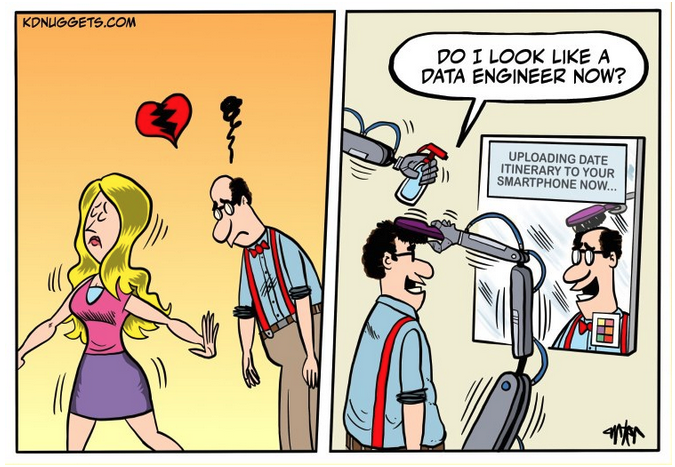 KDNUGGETS.COM
DO I LOOK LIKE A
DATA ENGINEER NOW?
UPLOADING DATE
ITINERARY TO YOUR
SMARTPHONE NOW...